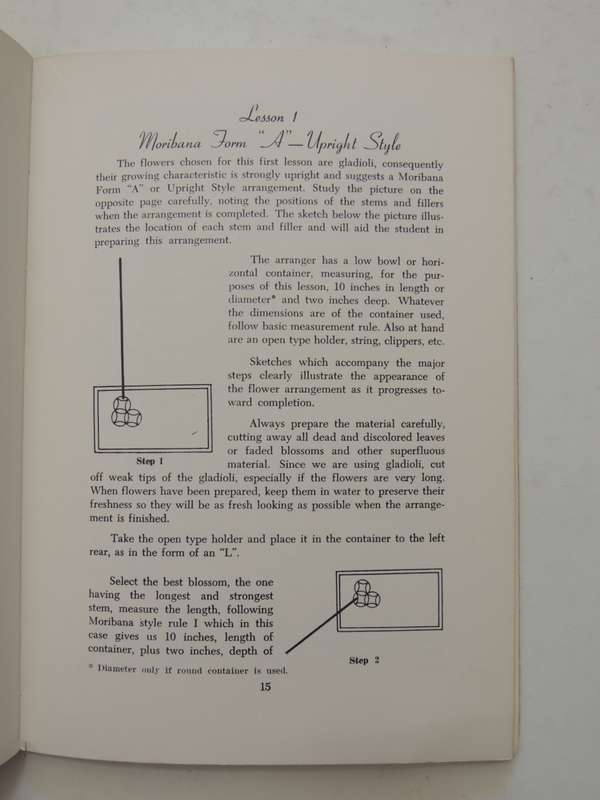 Lesson 1
Moribana Form "A"—Upright Style
The flowers chosen for this first lesson are gladioli, consequently
their growing characteristic is strongly upright and suggests a Moribana
Form "A" or Upright Style arrangement. Study the picture on the
opposite page carefully, noting the positions of the stems and fillers
when the arrangement is completed. The sketch below the picture illus-
trates the location of each stem and filler and will aid the student in
preparing this arrangement.
The arranger has a low bowl or hori-
zontal container, measuring, for the pur-
poses of this lesson, 10 inches in length or
diameter* and two inches deep. Whatever
the dimensions are of the container used,
follow basic measurement rule. Also at hand
are an open type holder, string, clippers, etc.
Sketches which accompany the major
steps clearly illustrate the appearance of
the flower arrangement as it progresses to-
ward completion.
Always prepare the material carefully,
cutting away all dead and discolored leaves
or faded blossoms and other superfluous
Step 1
material. Since we are using gladioli, cut
off weak tips of the gladioli, especially if the flowers are very long.
When flowers have been prepared, keep them in water to preserve their
freshness so they will be as fresh looking as possible when the arrange-
ment is finished.
Take the open type holder and place it in the container to the left
rear, as in the form of an "L".
Select the best blossom, the one
having the longest and strongest
stem, measure the length, following
Moribana style rule I which in this
case gives us 10 inches, length of
container, plus two inches, depth of
Step 2
* Diameter only if round container is used.
15